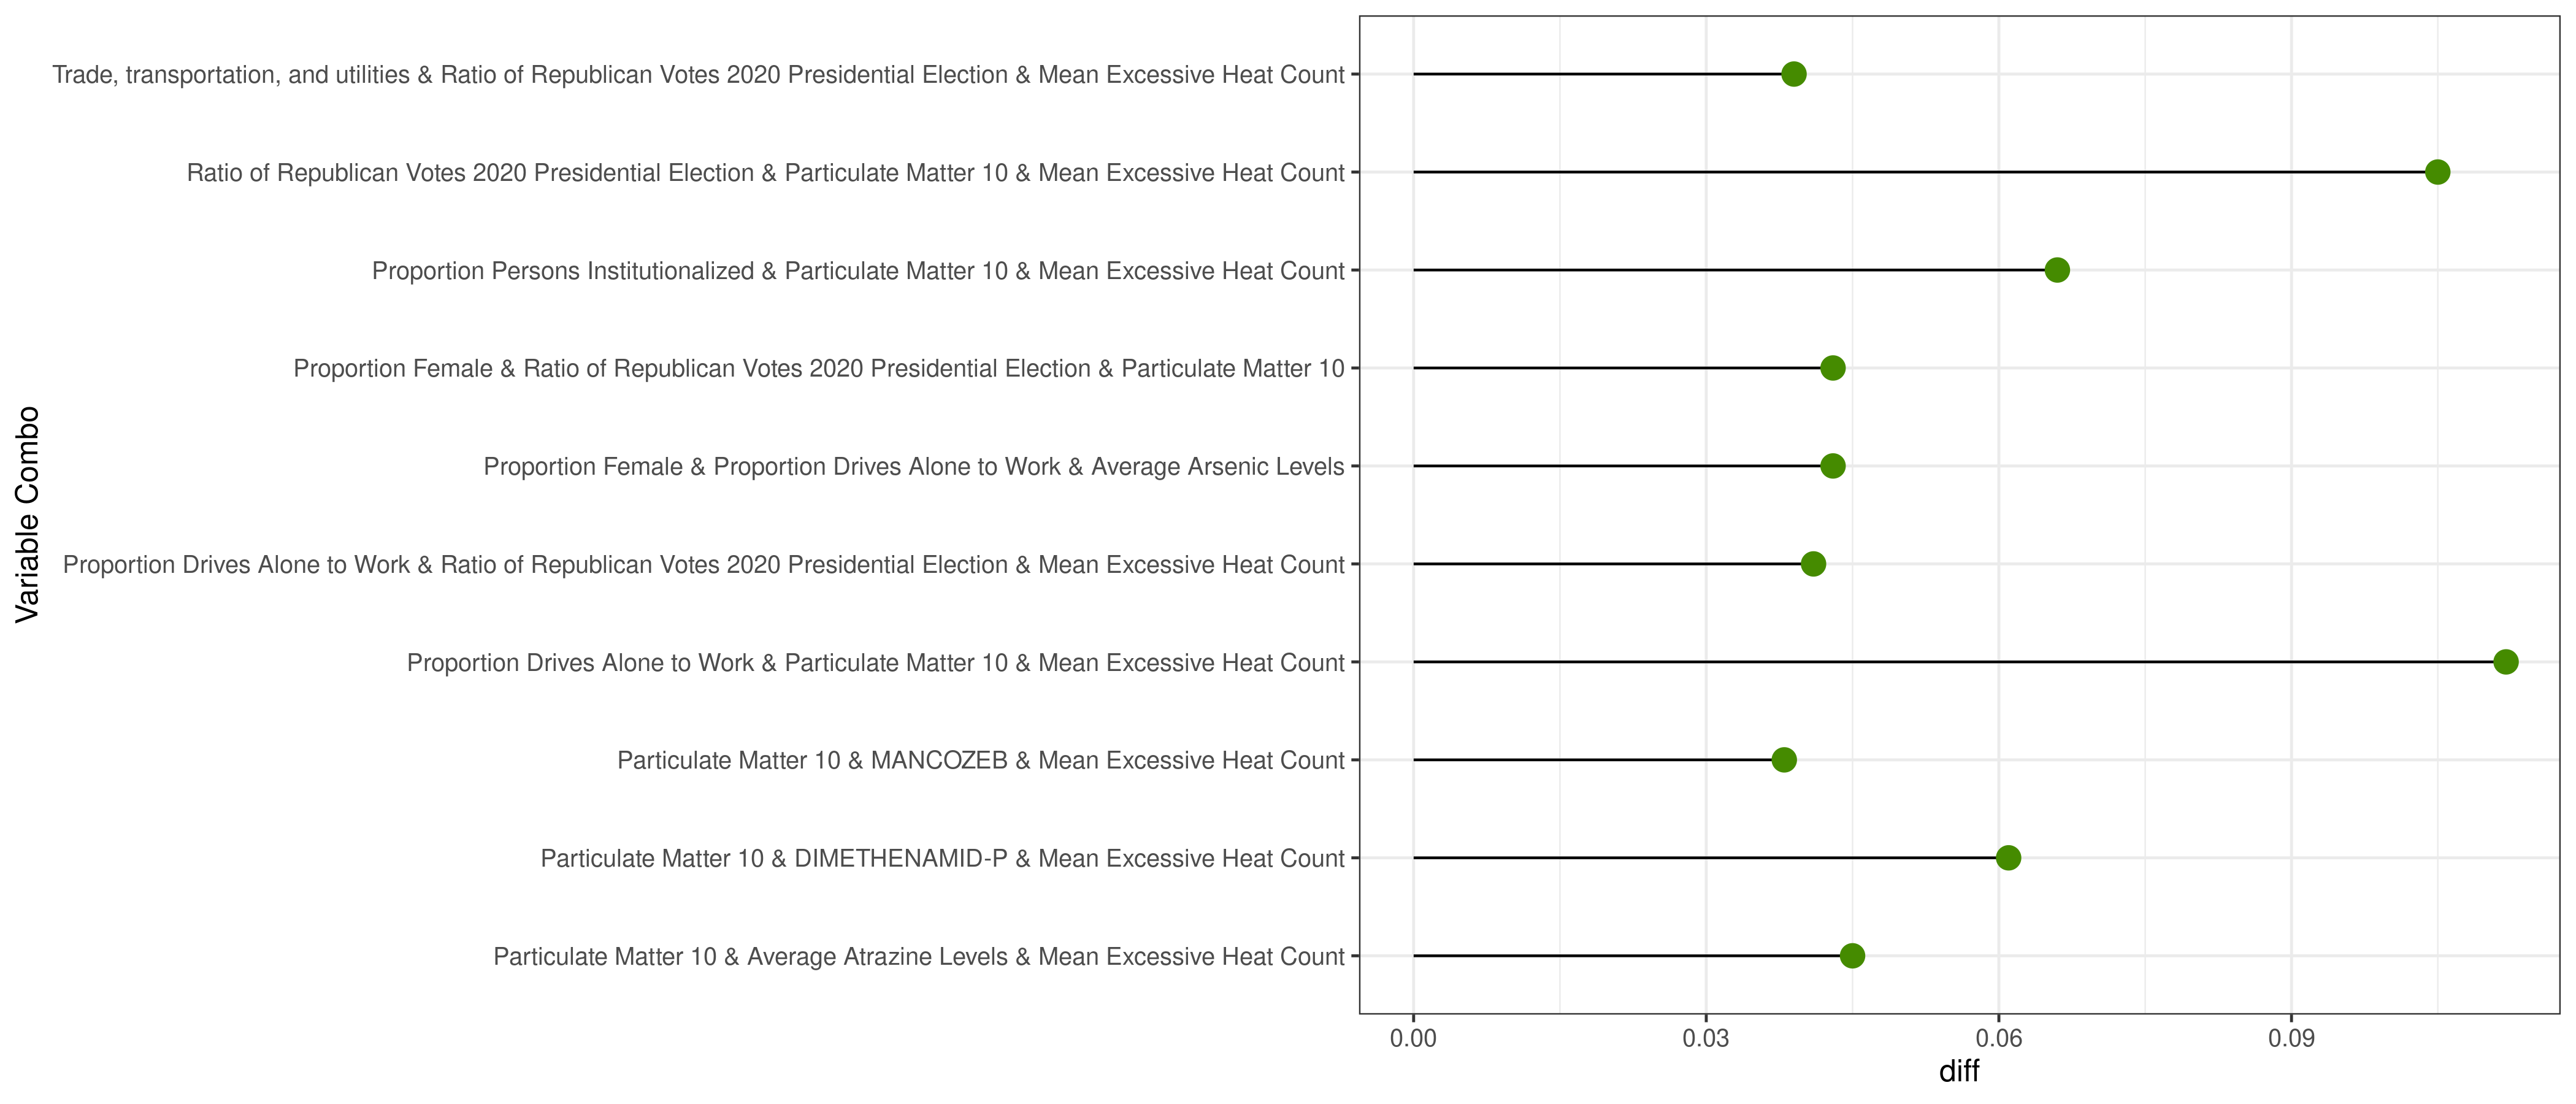 Trade, transportation, and utilities & Ratio of Republican Votes 2020 Presidential Election & Mean Excessive Heat Count
Ratio of Republican Votes 2020 Presidential Election & Particulate Matter 10 & Mean Excessive Heat Count
Proportion Persons Institutionalized & Particulate Matter 10 & Mean Excessive Heat Count
Proportion Female & Ratio of Republican Votes 2020 Presidential Election & Particulate Matter 10
Proportion Female & Proportion Drives Alone to Work & Average Arsenic Levels
Proportion Drives Alone to Work & Ratio of Republican Votes 2020 Presidential Election & Mean Excessive Heat Count
Proportion Drives Alone to Work & Particulate Matter 10 & Mean Excessive Heat Count
Particulate Matter 10 & MANCOZEB & Mean Excessive Heat Count
Particulate Matter 10 & DIMETHENAMID-P & Mean Excessive Heat Count
Particulate Matter 10 & Average Atrazine Levels & Mean Excessive Heat Count
Variable Combo
0.00 0.03 0.06 0.09
diff